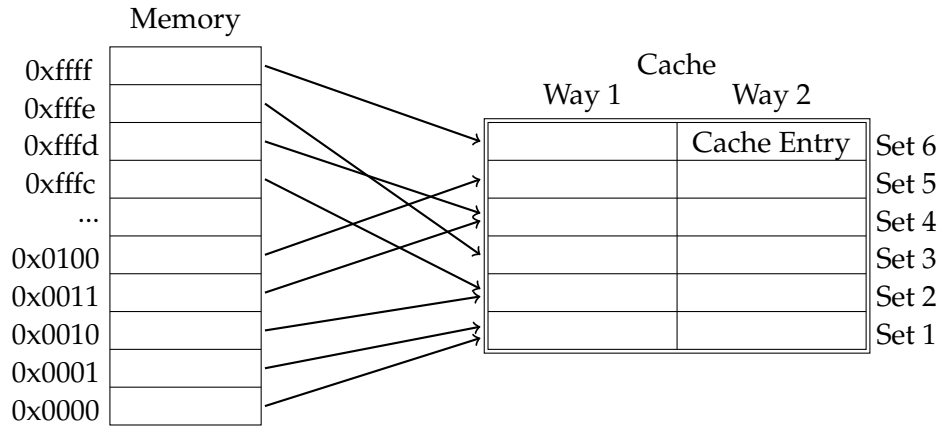 Memory
0xffff
0xfffe
0xfffd
0xfffc
...
0x0100
0x0011
0x0010
0x0001
0x0000
Cache
Way 1 Way 2
Cache Entry Set 6
Set 5
Set 4
Set 3
Set 2
Set 1